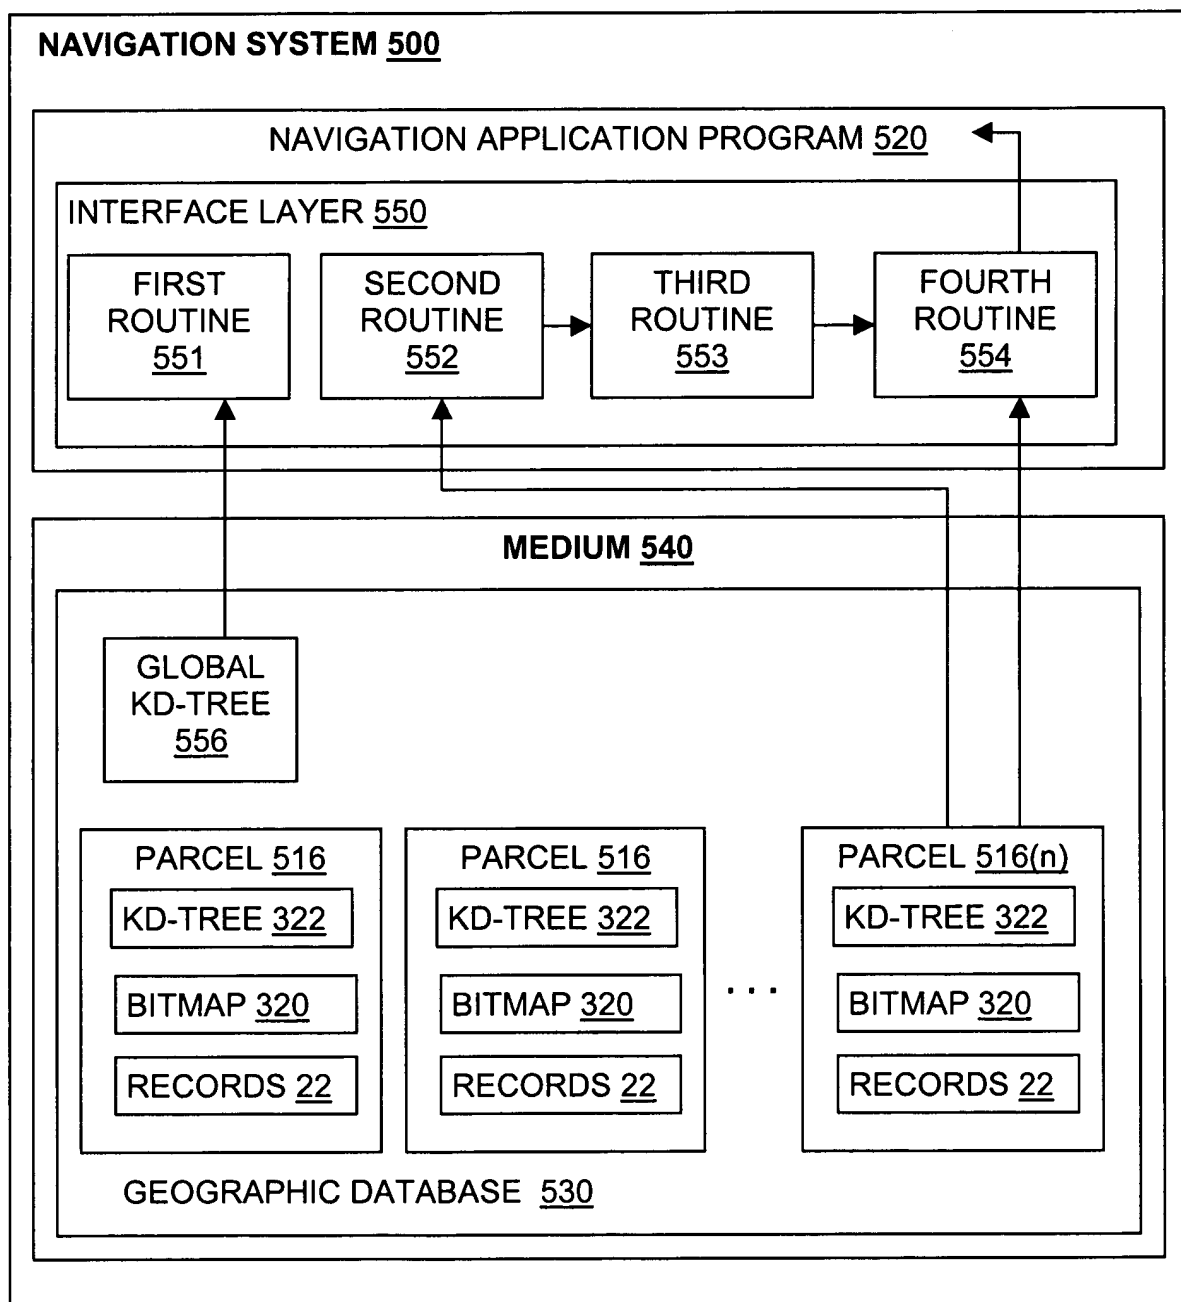 NAVIGATION SYSTEM 500
NAVIGATION APPLICATION PROGRAM 520
INTERFACE LAYER 550
FIRST
ROUTINE
551
SECOND
ROUTINE
552
THIRD
ROUTINE
553
FOURTH
ROUTINE
554
MEDIUM 540
GLOBAL
KD-TREE
556
PARCEL 516
KD-TREE 322
BITMAP 320
RECORDS 22
PARCEL 516
KD-TREE 322
BITMAP 320
RECORDS 22
. . .
PARCEL 516(n)
KD-TREE 322
BITMAP 320
RECORDS 22
GEOGRAPHIC DATABASE 530